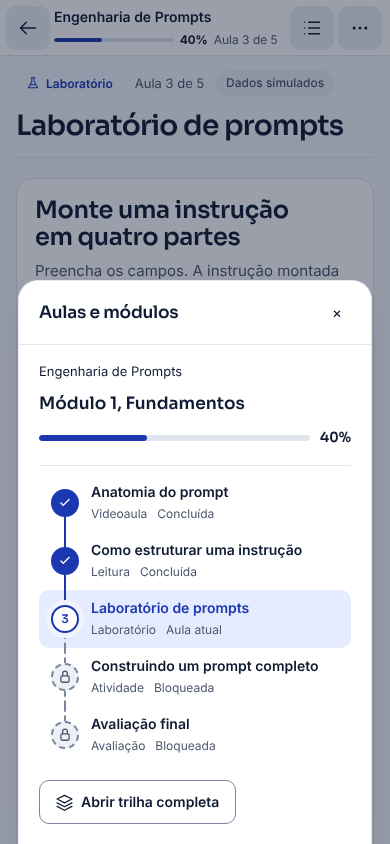 Engenharia de Prompts
40% Aula 3 de 5
Laboratório Aula 3 de 5 Dados simulados
Laboratório de prompts
Monte uma instrução
em quatro partes
Preencha os campos. A instrução montada
Aulas e módulos
Engenharia de Prompts
Módulo 1, Fundamentos
40%
Anatomia do prompt
Videoaula Concluída
Como estruturar uma instrução
Leitura Concluída
3
Laboratório de prompts
Laboratório Aula atual
Construindo um prompt completo
Atividade Bloqueada
Avaliação final
Avaliação Bloqueada
Abrir trilha completa